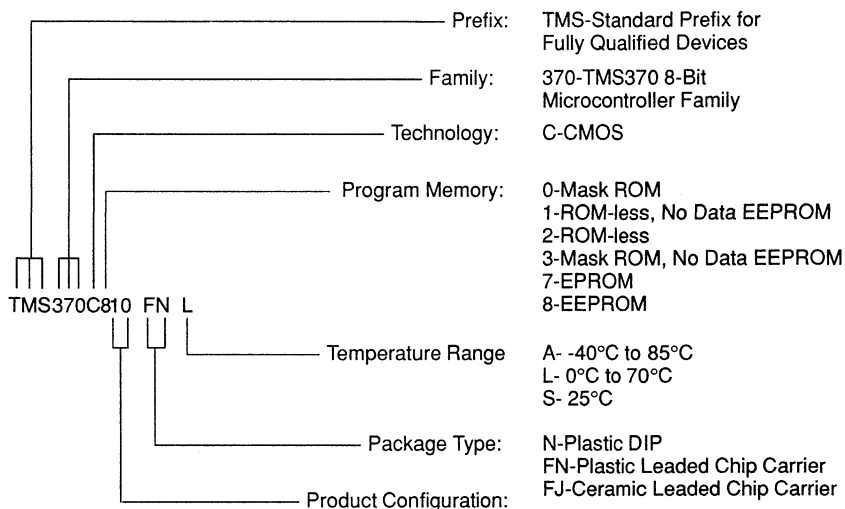 Prefix: TMS-Standard Prefix for
Fully Qualified Devices
Family: 370-TMS370 8-Bit
Microcontroller Family
Technology: C-CMOS
Program Memory: 0-Mask ROM
1-ROM-less, No Data EEPROM
2-ROM-less
3-Mask ROM, No Data EEPROM
7-EPROM
8-EEPROM
TMS370C810 FN L
Temperature Range A- -40°C to 85°C
L- 0°C to 70°C
S- 25°C
Package Type: N-Plastic DIP
FN-Plastic Leaded Chip Carrier
FJ-Ceramic Leaded Chip Carrier
Product Configuration: